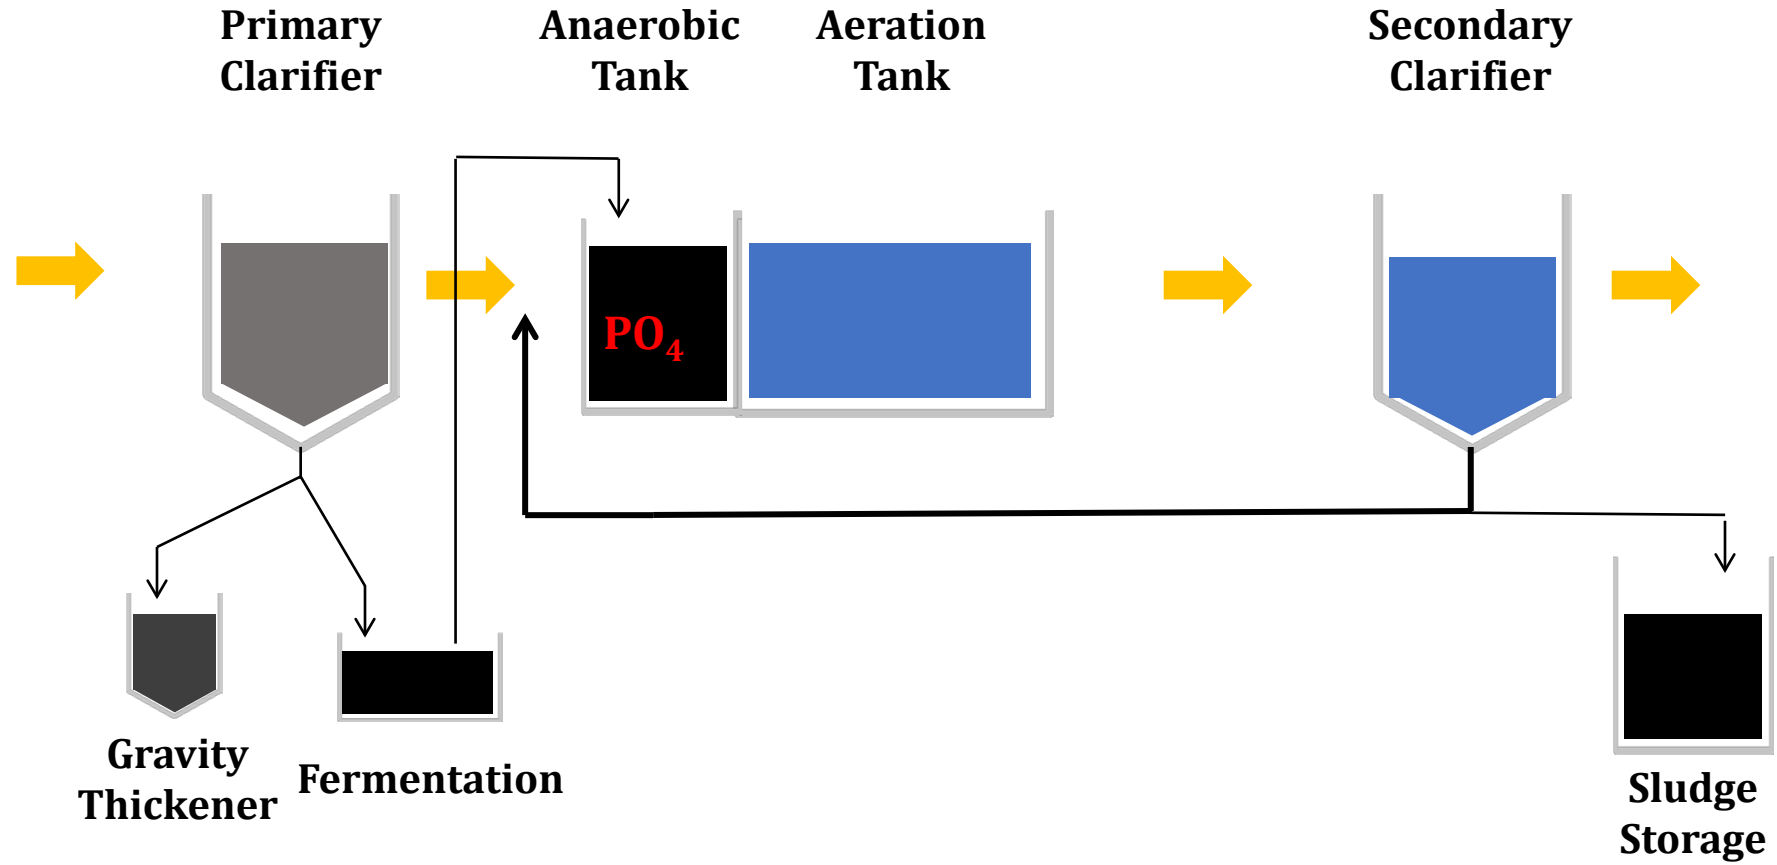 Primary
Clarifier
Anaerobic
Tank
Aeration
Tank
Secondary
Clarifier
PO₄
Gravity
Thickener
Fermentation
Sludge
Storage